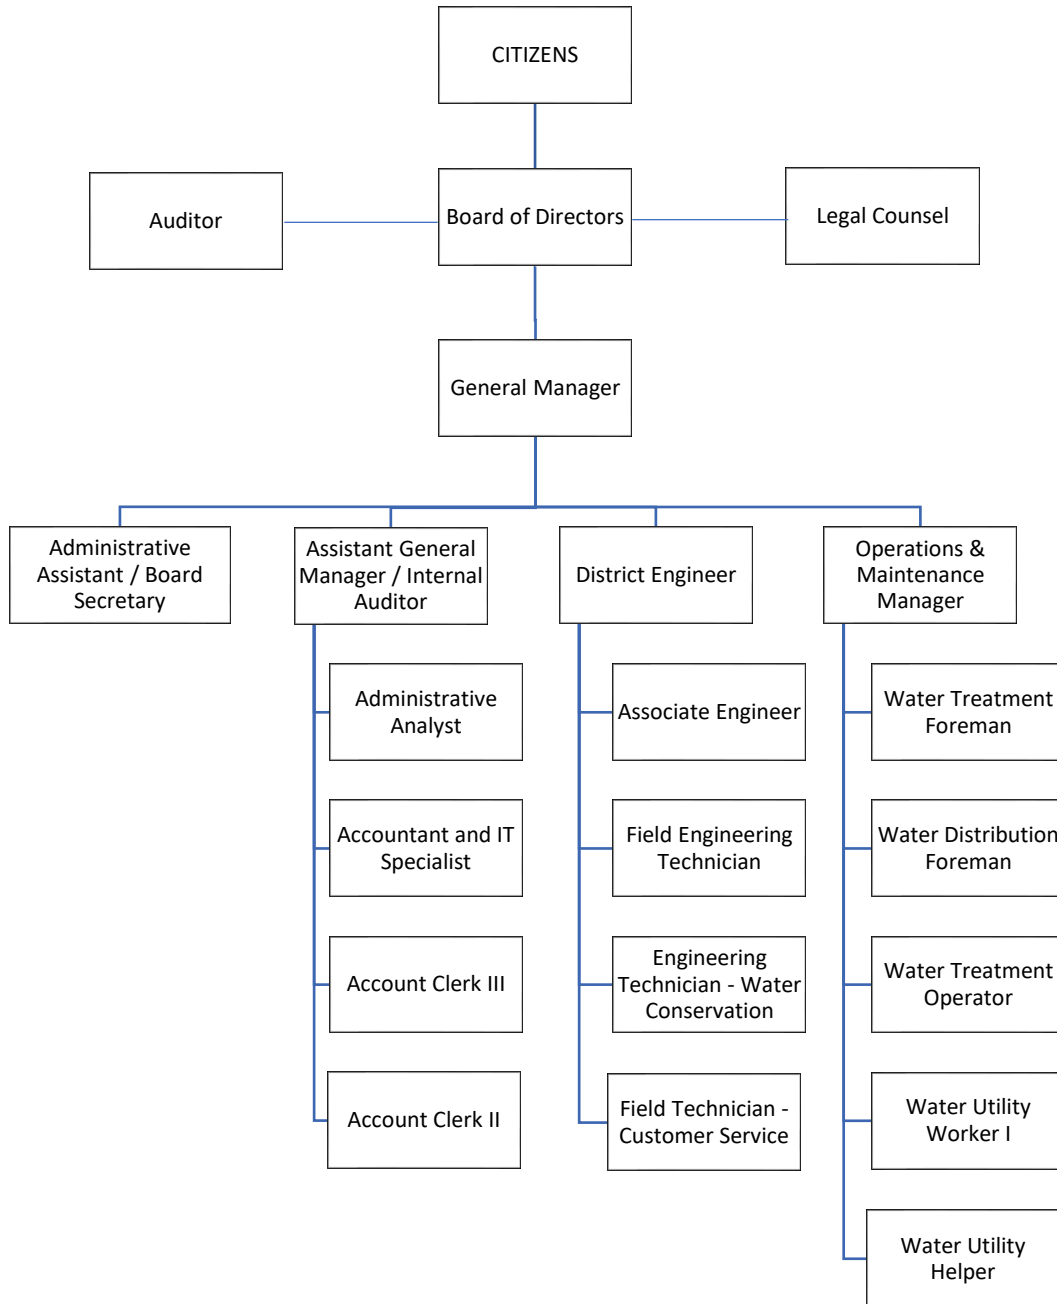 CITIZENS
Auditor
Board of Directors
Legal Counsel
General Manager
Administrative
Assistant / Board
Secretary
Assistant General
Manager / Internal
Auditor
District Engineer
Operations &
Maintenance
Manager
Administrative
Analyst
Accountant and IT
Specialist
Account Clerk III
Account Clerk II
Associate Engineer
Field Engineering
Technician
Engineering
Technician - Water
Conservation
Field Technician -
Customer Service
Water Treatment
Foreman
Water Distribution
Foreman
Water Treatment
Operator
Water Utility
Worker I
Water Utility
Helper